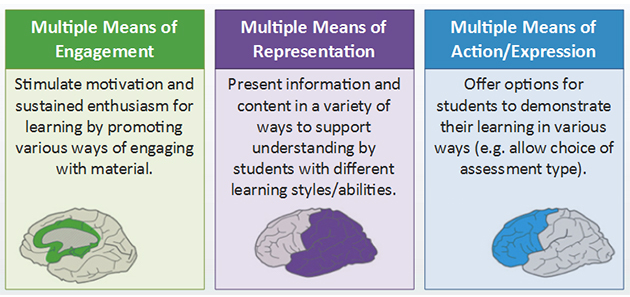 Multiple Means of
Engagement
Stimulate motivation and
sustained enthusiasm for
learning by promoting
various ways of engaging
with material.
Multiple Means of
Representation
Present information and
content in a variety of
ways to support
understanding by
students with different
learning styles/abilities.
Multiple Means of
Action/Expression
Offer options for
students to demonstrate
their learning in various
ways (e.g. allow choice of
assessment type).